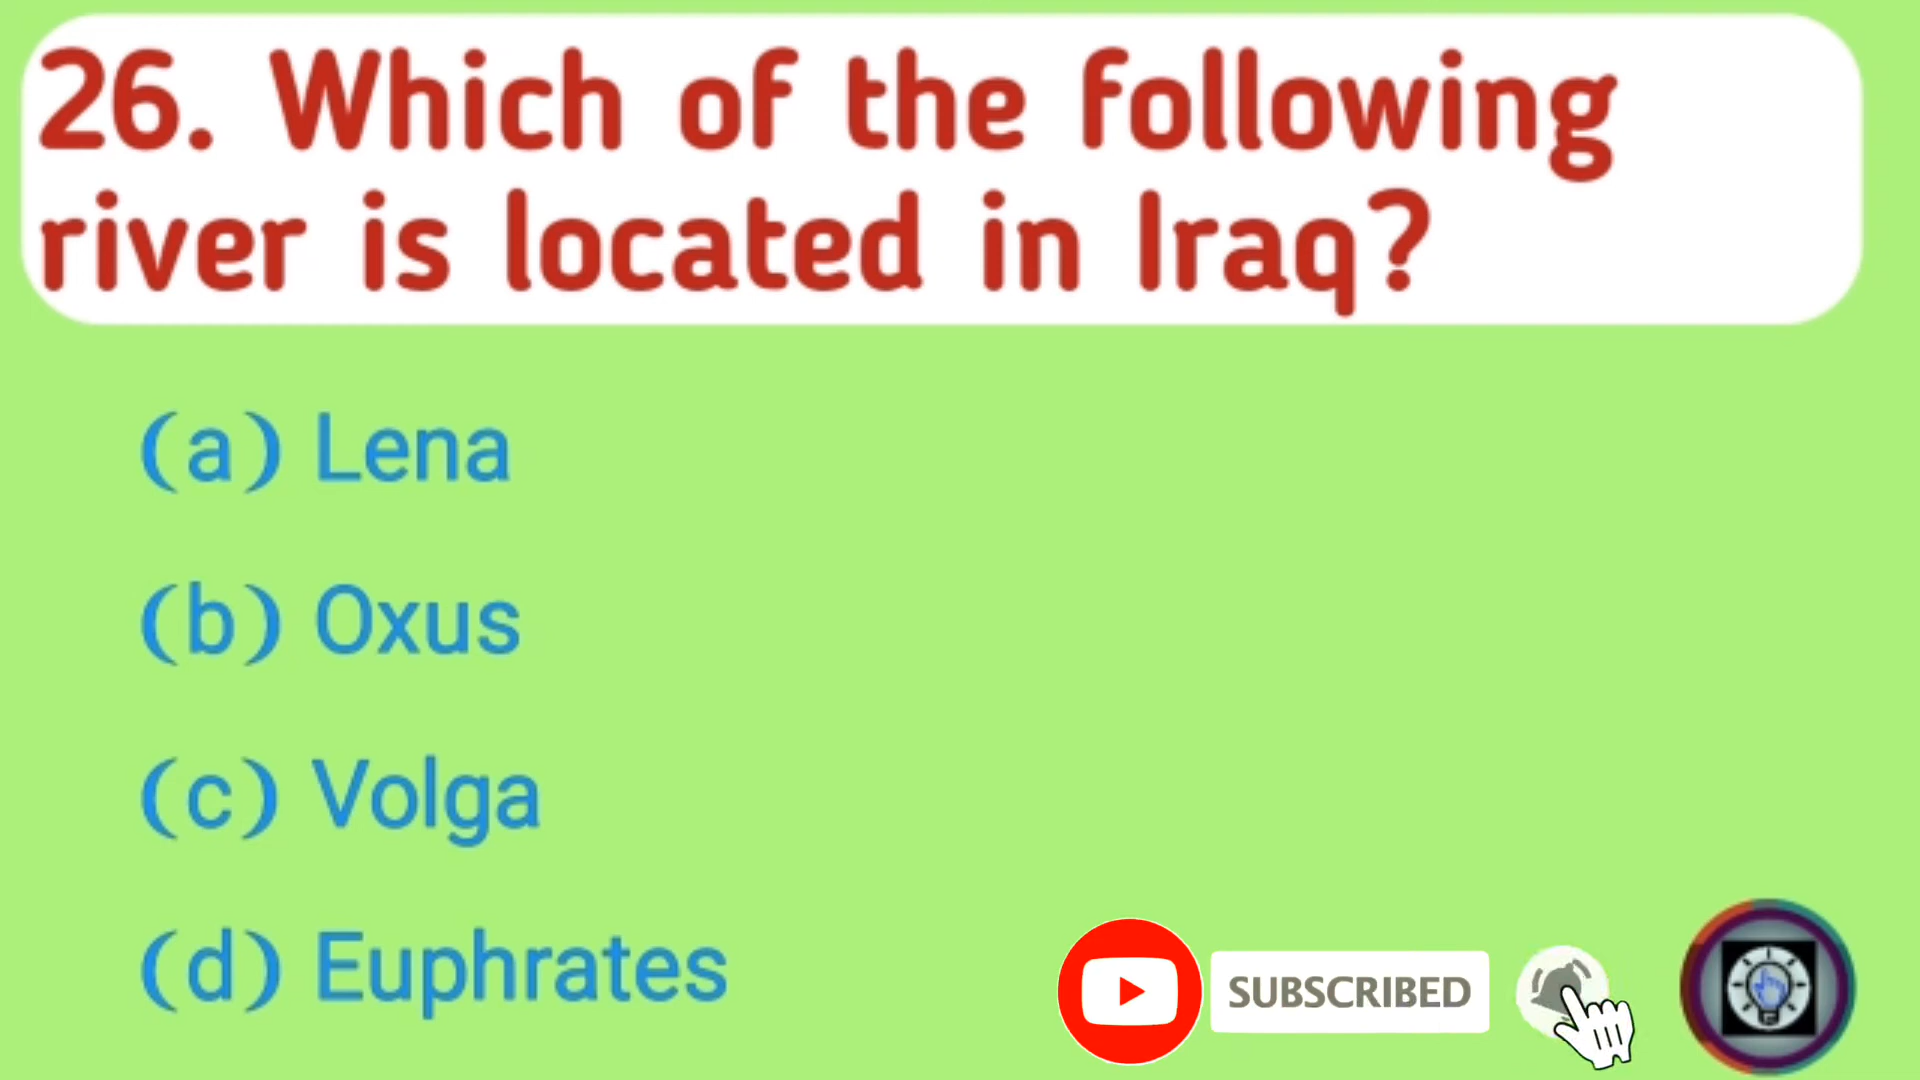 26. Which of the following
river is located in Iraq?
(a) Lena
(b) Oxus
(c) Volga
(d) Euphrates
SUBSCRIBED